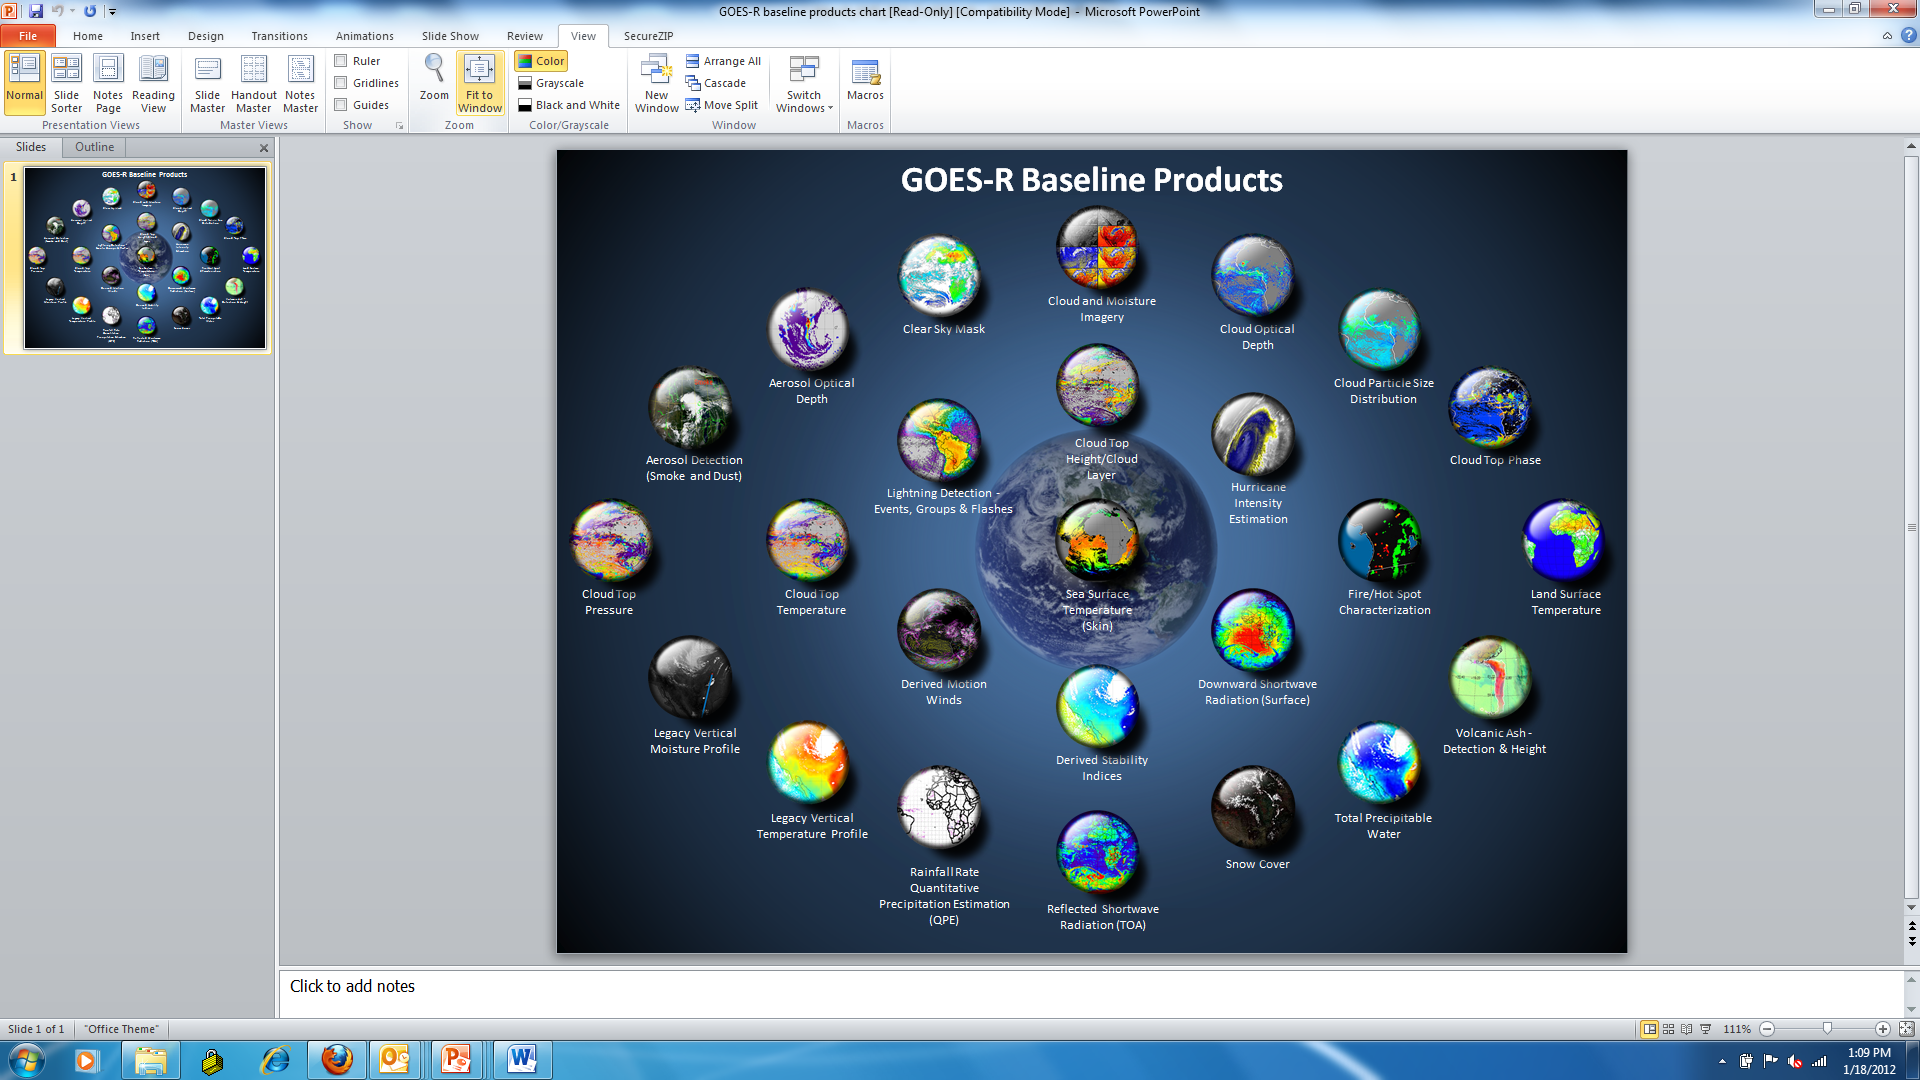 GOES-R baseline products chart [Read-Only] [Compatibility Mode] - Microsoft PowerPoint
File Home Insert Design Transitions Animations Slide Show Review View SecureZIP
Normal
Slide Sorter
Notes Page
Reading View
Presentation Views
Slide Master
Handout Master
Notes Master
Master Views
Ruler
Gridlines
Guides
Show
Zoom
Fit to Window
Zoom
Color
Grayscale
Black and White
Color/Grayscale
New Window
Arrange All
Cascade
Move Split
Switch Windows
Window
Macros
Macros
Slides Outline
1
GOES-R Baseline Products
GOES-R Baseline Products
Cloud and Moisture
Imagery
Clear Sky Mask
Cloud Optical
Depth
Aerosol Optical
Depth
Cloud Particle Size
Distribution
Aerosol Detection
(Smoke and Dust)
Cloud Top
Height/Cloud
Layer
Cloud Top Phase
Lightning Detection -
Events, Groups & Flashes
Hurricane
Intensity
Estimation
Cloud Top
Pressure
Cloud Top
Temperature
Sea Surface
Temperature
(Skin)
Fire/Hot Spot
Characterization
Land Surface
Temperature
Derived Motion
Winds
Downward Shortwave
Radiation (Surface)
Legacy Vertical
Moisture Profile
Volcanic Ash -
Detection & Height
Derived Stability
Indices
Legacy Vertical
Temperature Profile
Total Precipitable
Water
Rainfall Rate
Quantitative
Precipitation Estimation
(QPE)
Snow Cover
Reflected Shortwave
Radiation (TOA)
Click to add notes
Slide 1 of 1 "Office Theme" 111%
1:09 PM
1/18/2012